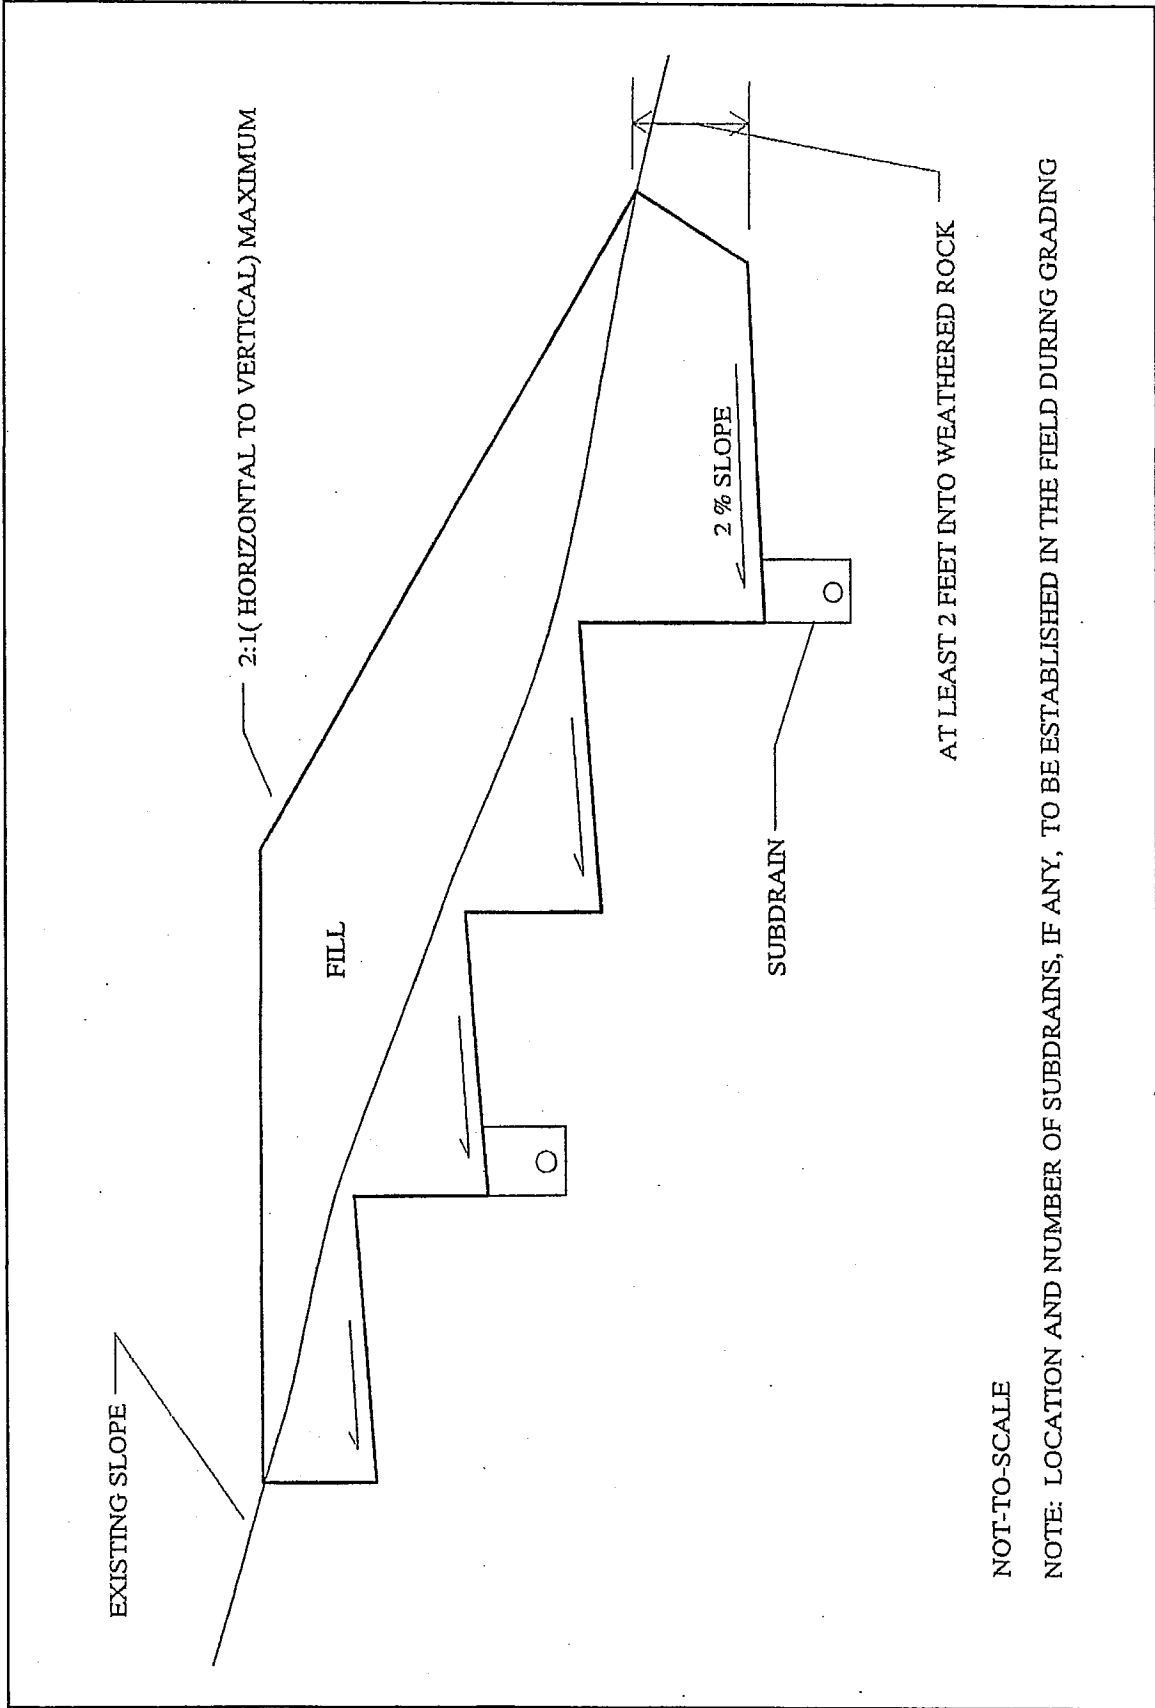 EXISTING SLOPE
2:1( HORIZONTAL TO VERTICAL) MAXIMUM
FILL
2 % SLOPE
SUBDRAIN
AT LEAST 2 FEET INTO WEATHERED ROCK
NOT-TO-SCALE
NOTE: LOCATION AND NUMBER OF SUBDRAINS, IF ANY, TO BE ESTABLISHED IN THE FIELD DURING GRADING